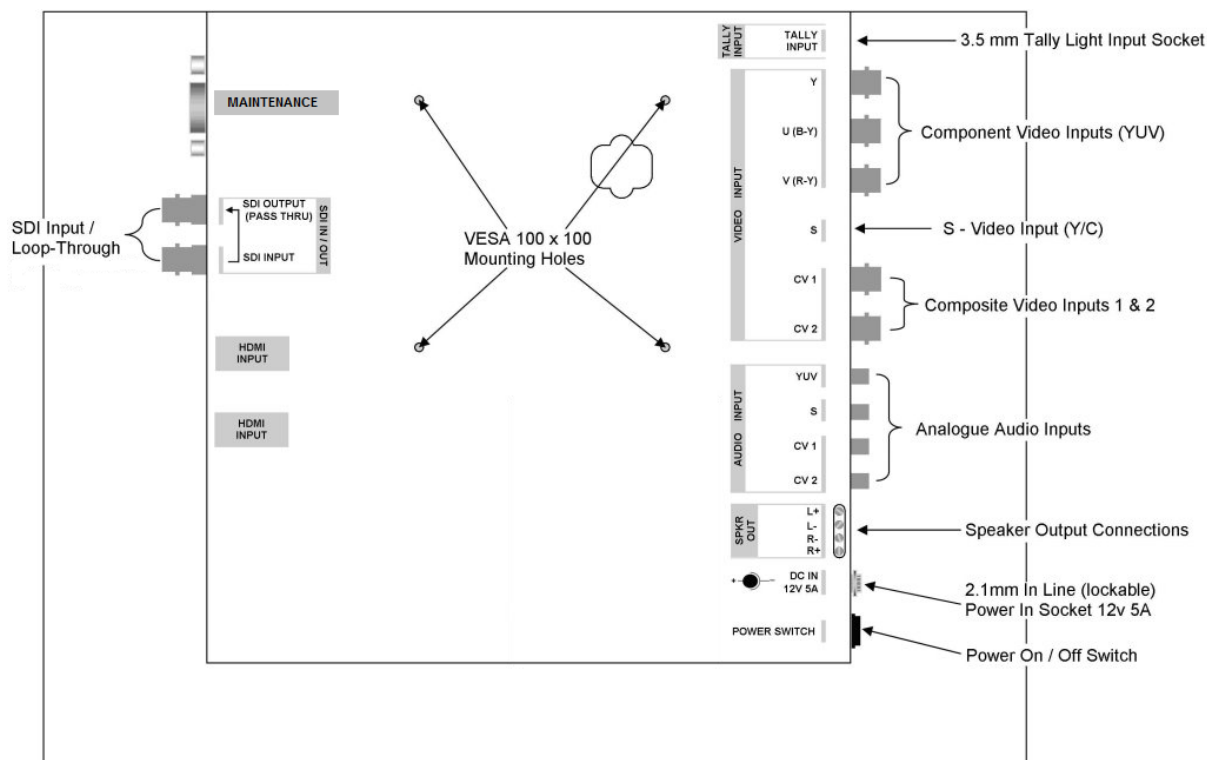 TALLY INPUT
TALLY
INPUT
3.5 mm Tally Light Input Socket
MAINTENANCE
VIDEO INPUT
Y
U (B-Y)
V (R-Y)
Component Video Inputs (YUV)
SDI Input /
Loop-Through
SDI OUTPUT
(PASS THRU)
SDI INPUT
SDI IN / OUT
VESA 100 x 100
Mounting Holes
S
S - Video Input (Y/C)
CV 1
CV 2
Composite Video Inputs 1 & 2
HDMI
INPUT
HDMI
INPUT
AUDIO INPUT
YUV
S
CV 1
CV 2
Analogue Audio Inputs
SPKR
OUT
L+
L-
R-
R+
Speaker Output Connections
+ -
DC IN
12V 5A
2.1mm In Line (lockable)
Power In Socket 12v 5A
POWER SWITCH
Power On / Off Switch